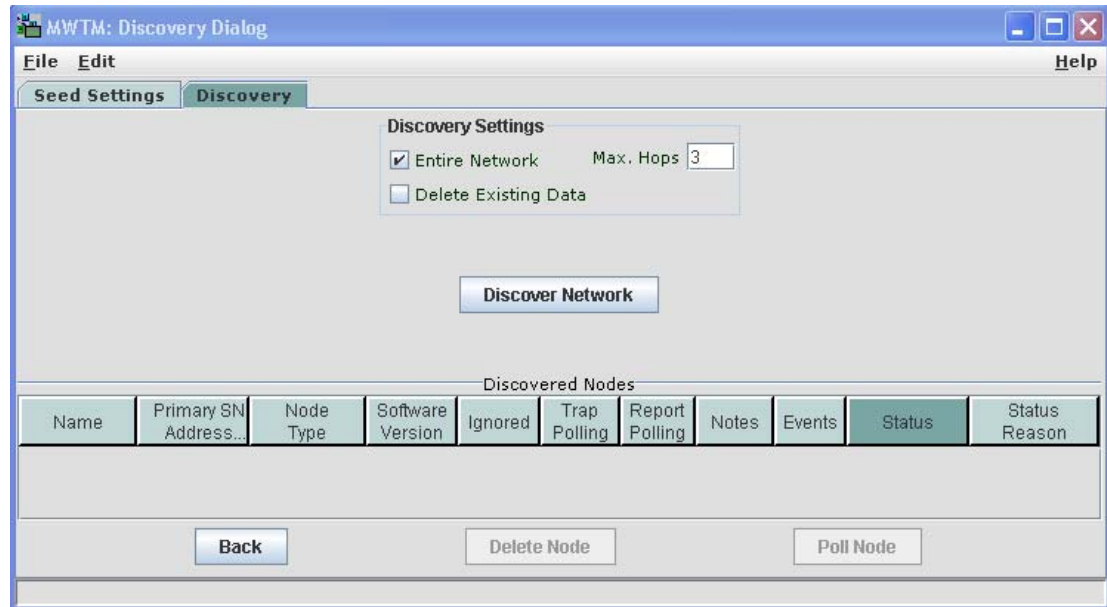 MWTM: Discovery Dialog
File Edit Help
Seed Settings Discovery
Discovery Settings
Entire Network Max. Hops 3
Delete Existing Data
Discover Network
Discovered Nodes
Name Primary SN Address... Node Type Software Version Ignored Trap Polling Report Polling Notes Events Status Status Reason
Back Delete Node Poll Node